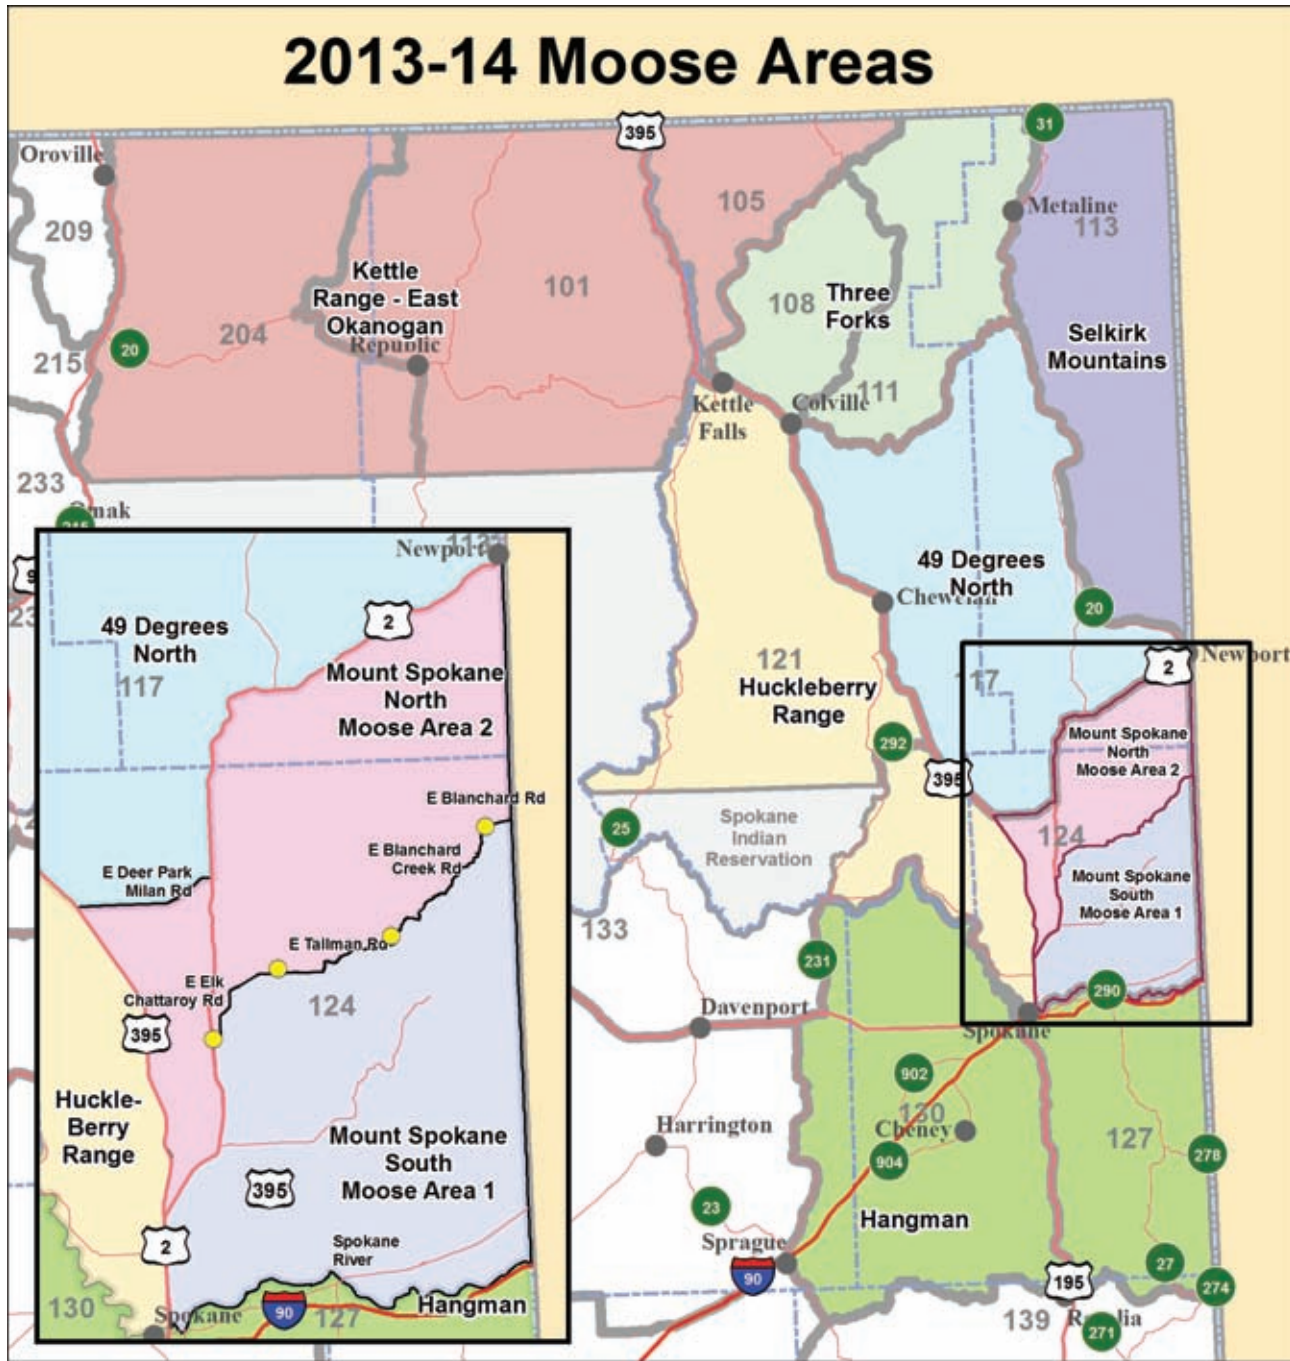 2013-14 Moose Areas
395
31
Oroville
105
Metaline
209
113
Kettle
Range - East
Okanogan
101
108
Three
Forks
204
Selkirk
Mountains
20
215
Republic
111
Kettle
Falls
Colville
233
Omak
49 Degrees
North
Chewelah
20
121
Huckleberry
Range
117
2
Newport
292
395
Mount Spokane
North
Moose Area 2
25
Spokane
Indian
Reservation
124
Mount Spokane
South
Moose Area 1
133
231
290
Davenport
Spokane
902
130
Cheney
Harrington
127
904
278
23
Hangman
Sprague
90
195
27
274
139
271
Newport
113
2
49 Degrees
North
117
Mount Spokane
North
Moose Area 2
E Blanchard Rd
E Blanchard
Creek Rd
E Deer Park
Milan Rd
E Tallman Rd
E Elk
Chattaroy Rd
124
395
Huckle-
Berry
Range
Mount Spokane
South
Moose Area 1
395
2
Spokane
River
130
Spokane
90
127
Hangman